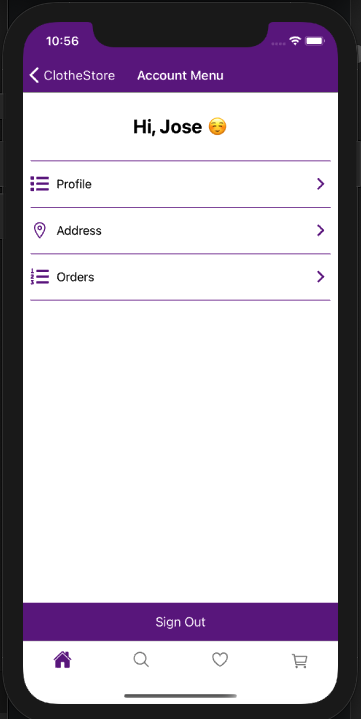 10:56
ClotheStore Account Menu
Hi, Jose ☺️
Profile
Address
Orders
Sign Out